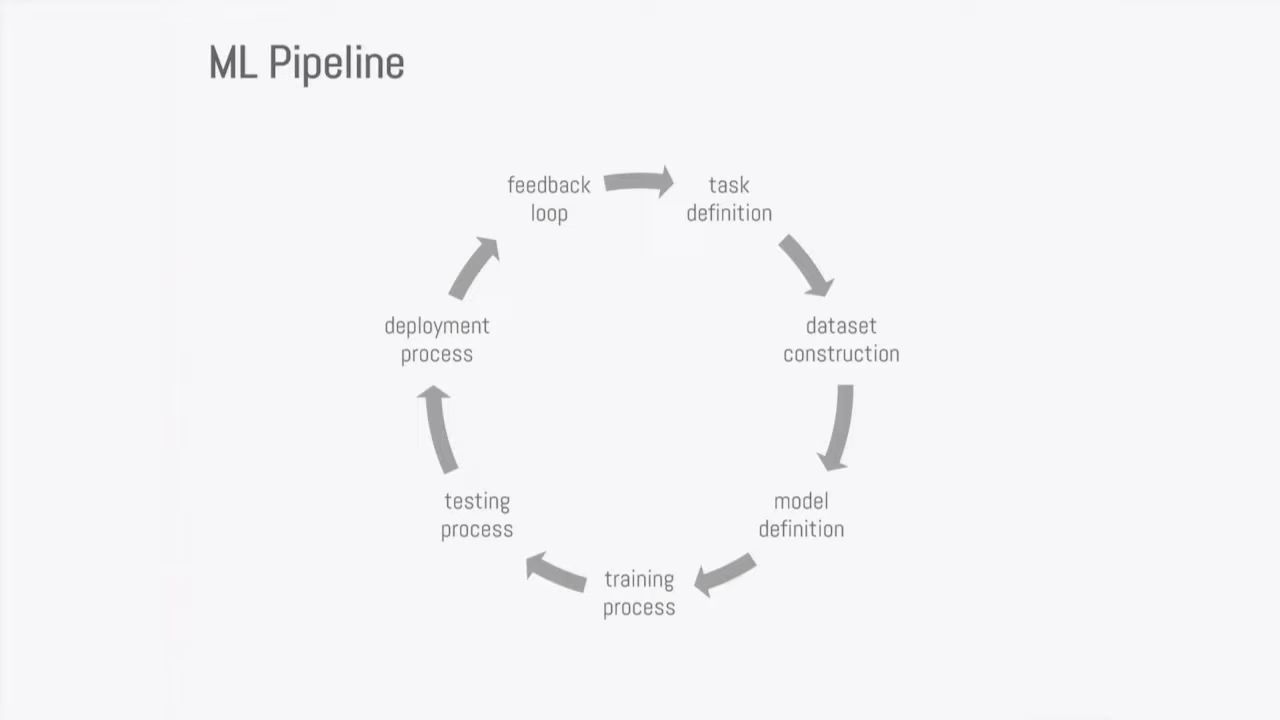 ML Pipeline
feedback
loop
task
definition
dataset
construction
model
definition
training
process
testing
process
deployment
process